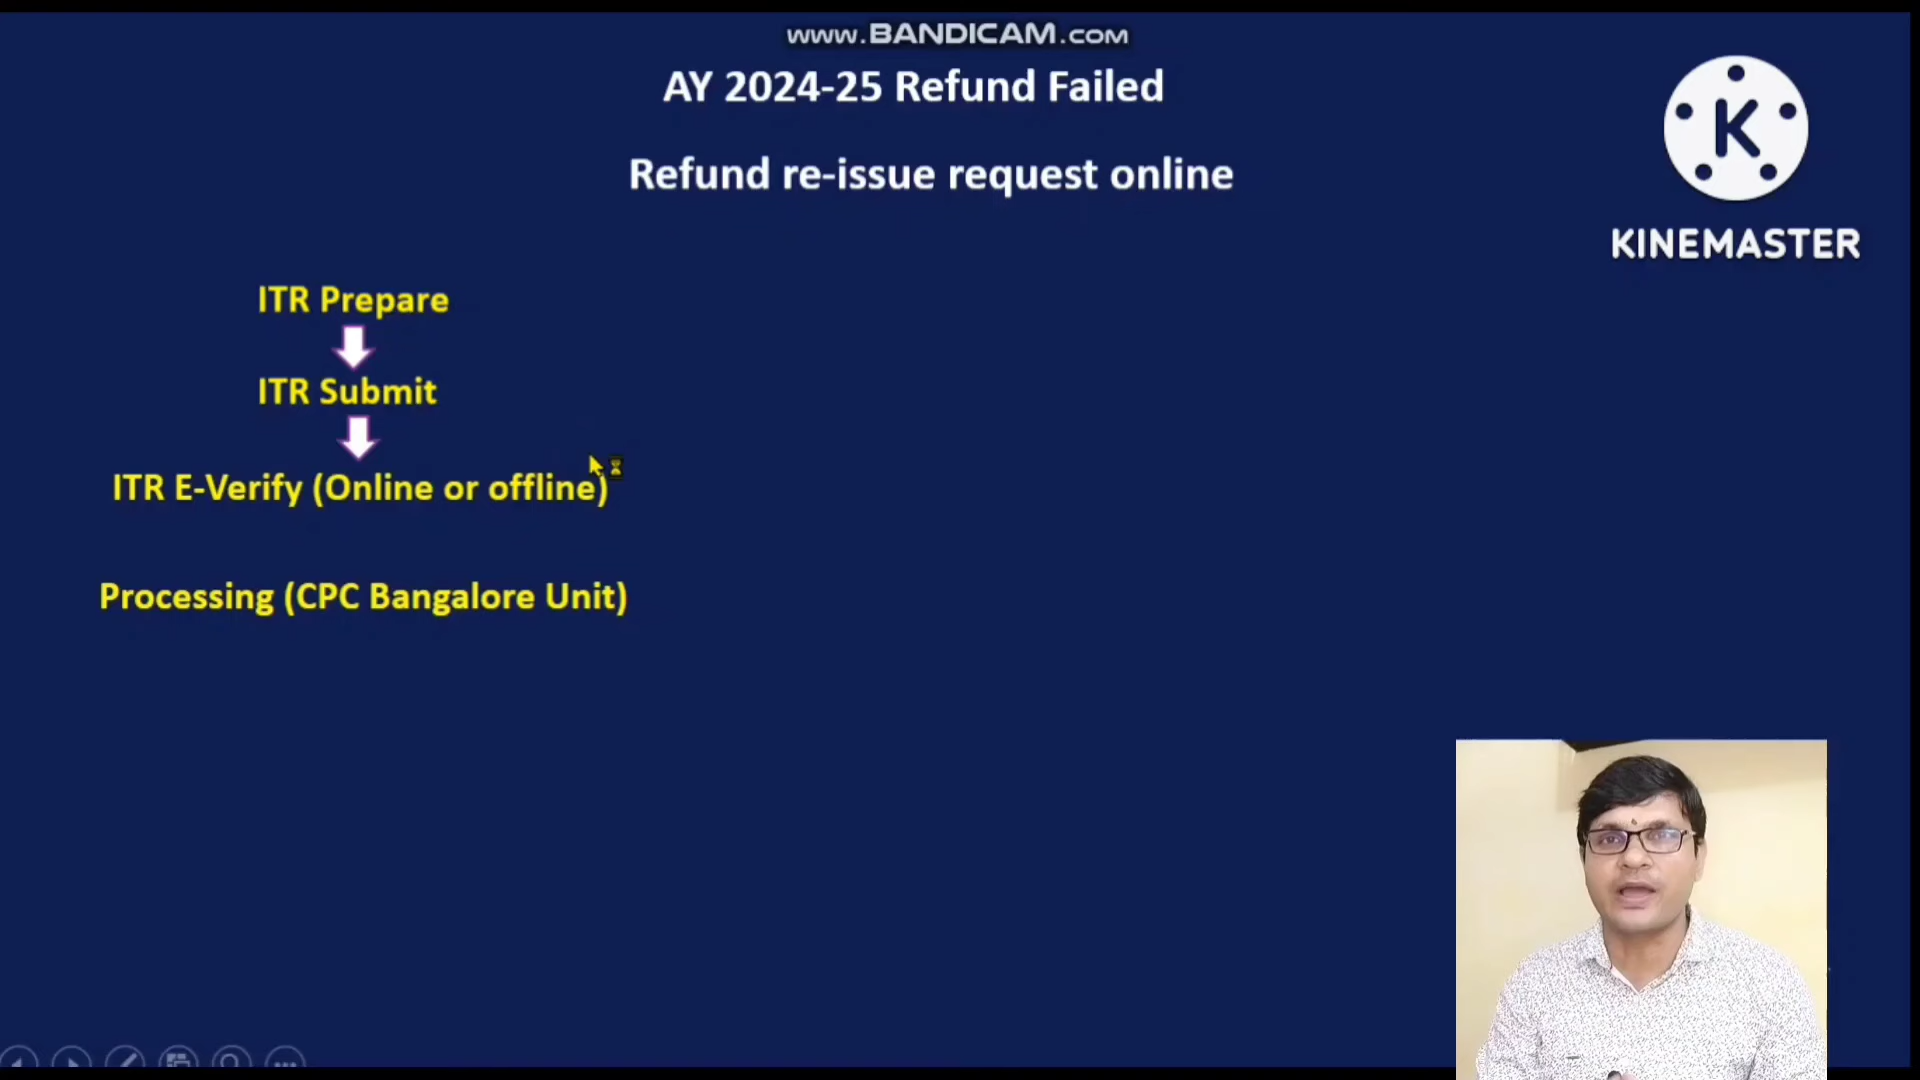 www.BANDICAM.com
AY 2024-25 Refund Failed
Refund re-issue request online
K
KINEMASTER
ITR Prepare
ITR Submit
ITR E-Verify (Online or offline)
Processing (CPC Bangalore Unit)